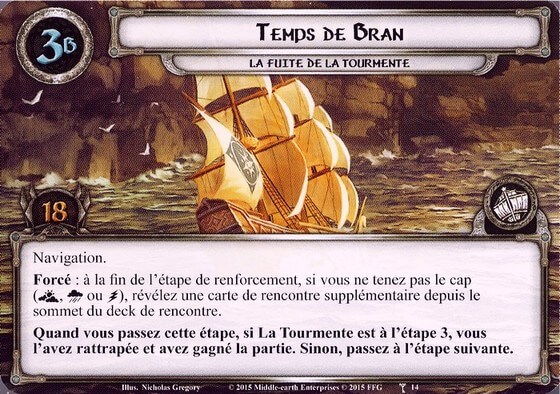 3B
TEMPS DE BRAN
LA FUITE DE LA TOURMENTE
18
Navigation.
Forcé : à la fin de l'étape de renforcement, si vous ne tenez pas le cap
( , ou ), révélez une carte de rencontre supplémentaire depuis le
sommet du deck de rencontre.
Quand vous passez cette étape, si La Tourmente est à l'étape 3, vous
l'avez rattrapée et avez gagné la partie. Sinon, passez à l'étape suivante.
Illus. Nicholas Gregory © 2015 Middle-earth Enterprises © 2015 FFG 14